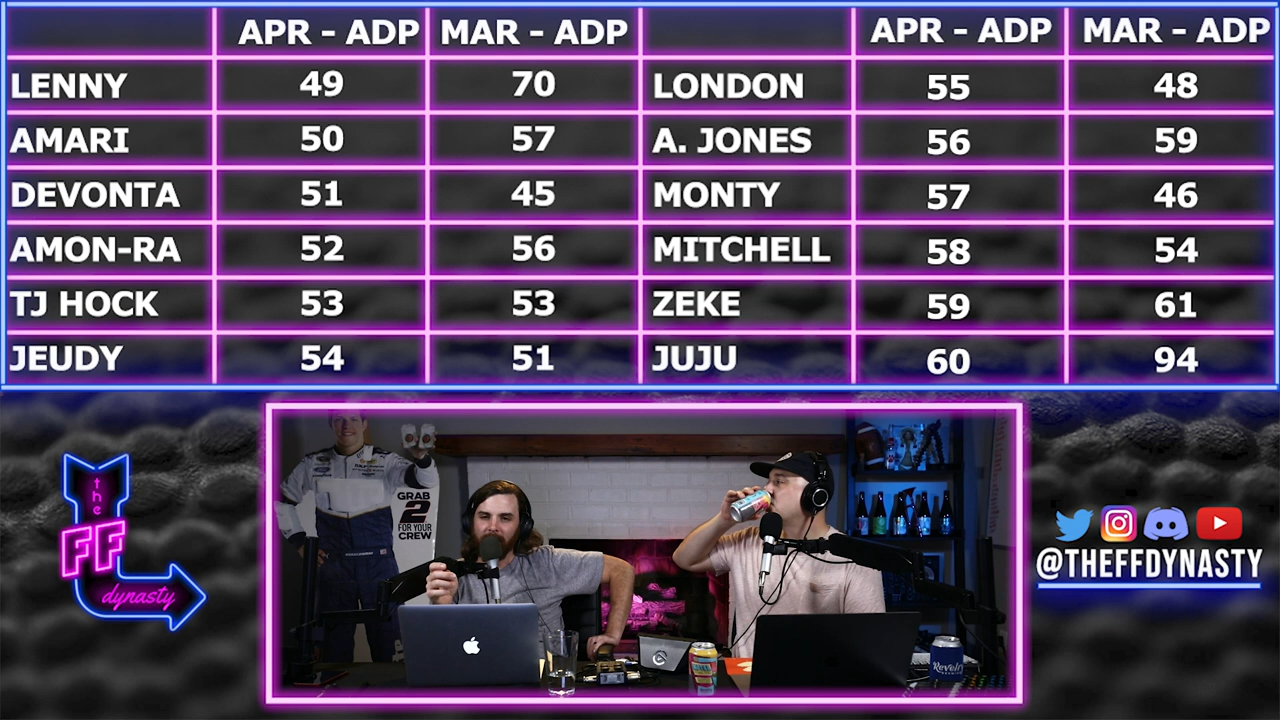 APR - ADP MAR - ADP APR - ADP MAR - ADP
LENNY 49 70 LONDON 55 48
AMARI 50 57 A. JONES 56 59
DEVONTA 51 45 MONTY 57 46
AMON-RA 52 56 MITCHELL 58 54
TJ HOCK 53 53 ZEKE 59 61
JEUDY 54 51 JUJU 60 94
the
FF
dynasty
GRAB
2
FOR YOUR
CREW
Revelry
@THEFFDYNASTY